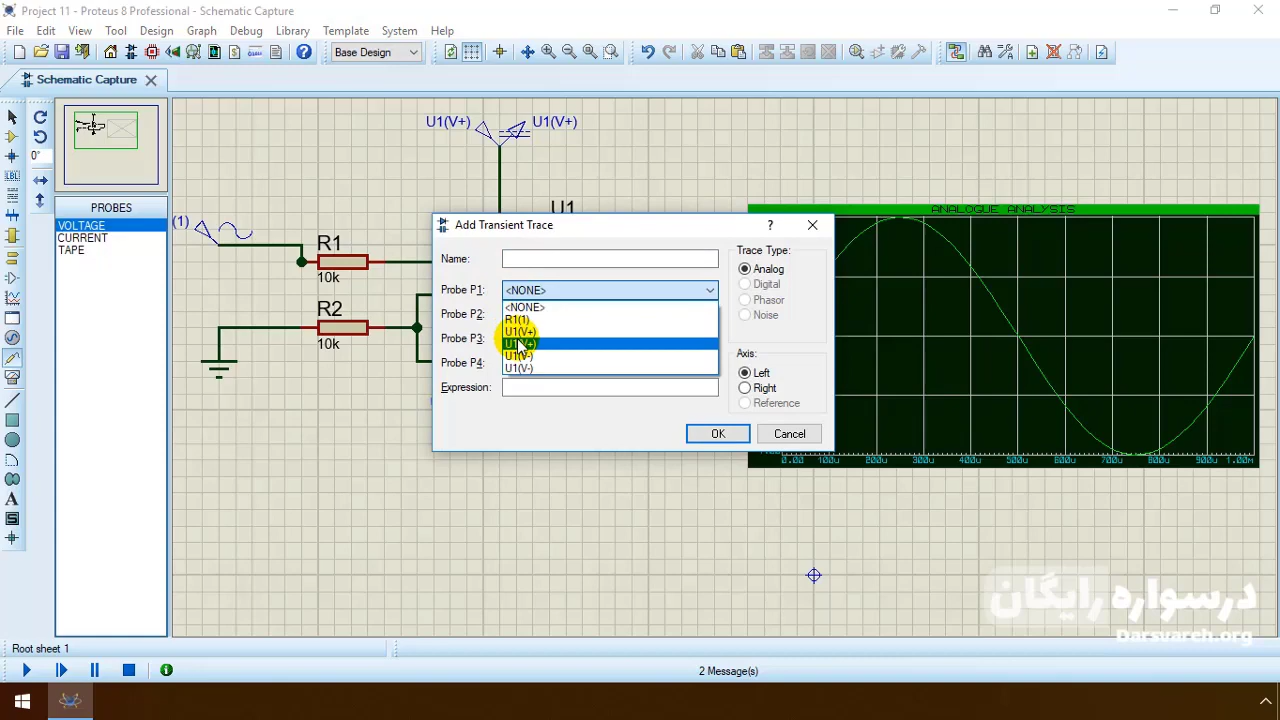 Project 11 - Proteus 8 Professional - Schematic Capture
File Edit View Tool Design Graph Debug Library Template System Help
Base Design
Schematic Capture
0°
PROBES
VOLTAGE
CURRENT
TAPE
U1(V+) U1(V+)
U1
(1)
R1
10k
R2
10k
ANALOGUE ANALYSIS
Add Transient Trace
Name:
Probe P1: <NONE>
<NONE>
R1(1)
Probe P2: U1(V+)
Probe P3: U1(V+)
U1(V-)
Probe P4: U1(V-)
Expression:
Trace Type:
Analog
Digital
Phasor
Noise
Axis:
Left
Right
Reference
OK Cancel
0.00 100u 200u 300u 400u 500u 600u 700u 800u 900u 1.00m
درسواره رایگان
Darsvareh.org
Root sheet 1
2 Message(s)